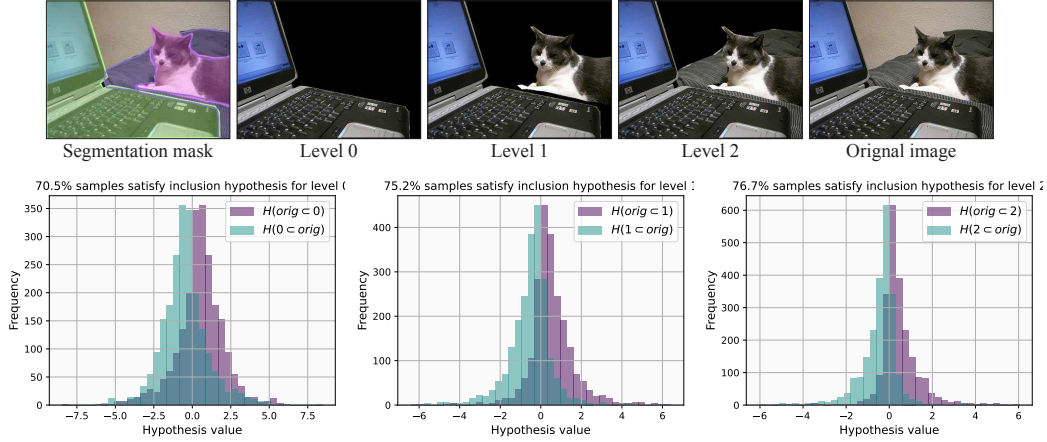 Segmentation mask
Level 0
Level 1
Level 2
Orignal image
70.5% samples satisfy inclusion hypothesis for level 0
350
300
250
200
150
100
50
0
Frequency
H(orig ⊂ 0)
H(0 ⊂ orig)
−7.5
−5.0
−2.5
0.0
2.5
5.0
7.5
Hypothesis value
75.2% samples satisfy inclusion hypothesis for level 1
400
300
200
100
0
Frequency
H(orig ⊂ 1)
H(1 ⊂ orig)
−6
−4
−2
0
2
4
6
Hypothesis value
76.7% samples satisfy inclusion hypothesis for level 2
600
500
400
300
200
100
0
Frequency
H(orig ⊂ 2)
H(2 ⊂ orig)
−6
−4
−2
0
2
4
6
Hypothesis value